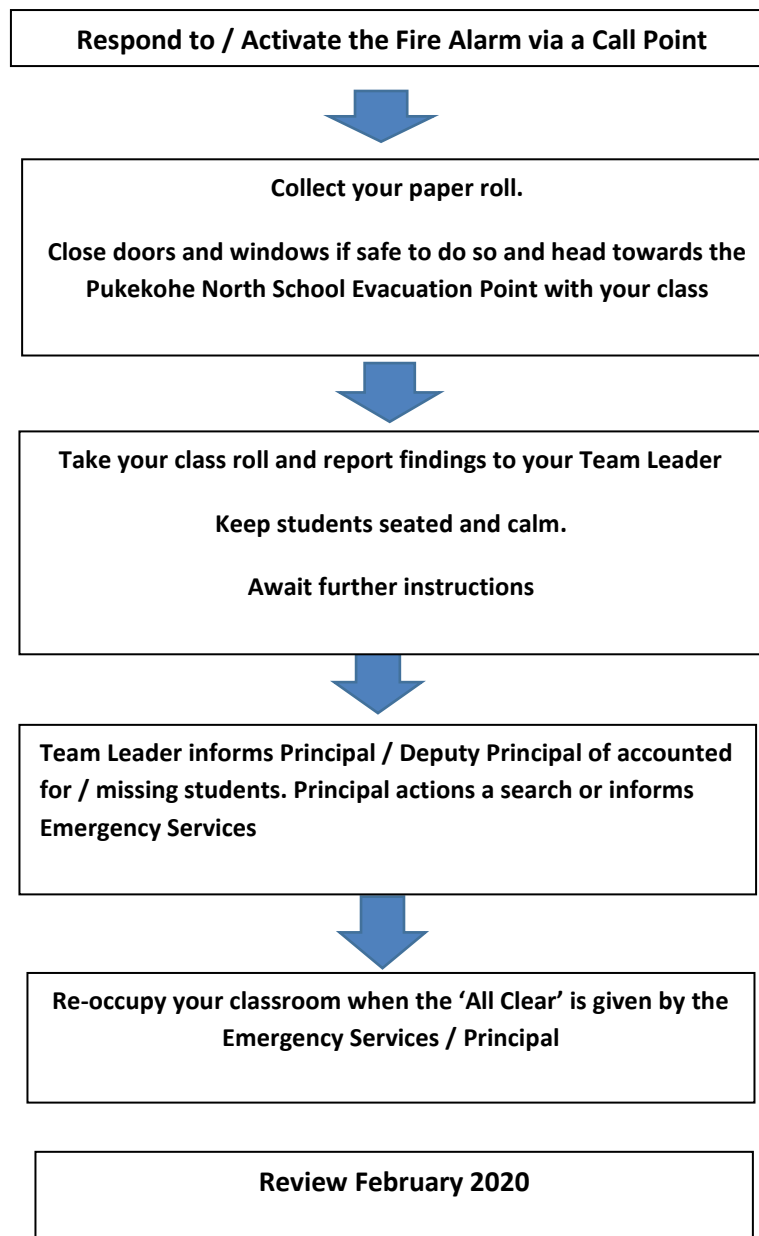 Respond to / Activate the Fire Alarm via a Call Point
Collect your paper roll.
Close doors and windows if safe to do so and head towards the
Pukekohe North School Evacuation Point with your class
Take your class roll and report findings to your Team Leader
Keep students seated and calm.
Await further instructions
Team Leader informs Principal / Deputy Principal of accounted
for / missing students. Principal actions a search or informs
Emergency Services
Re-occupy your classroom when the ‘All Clear’ is given by the
Emergency Services / Principal
Review February 2020